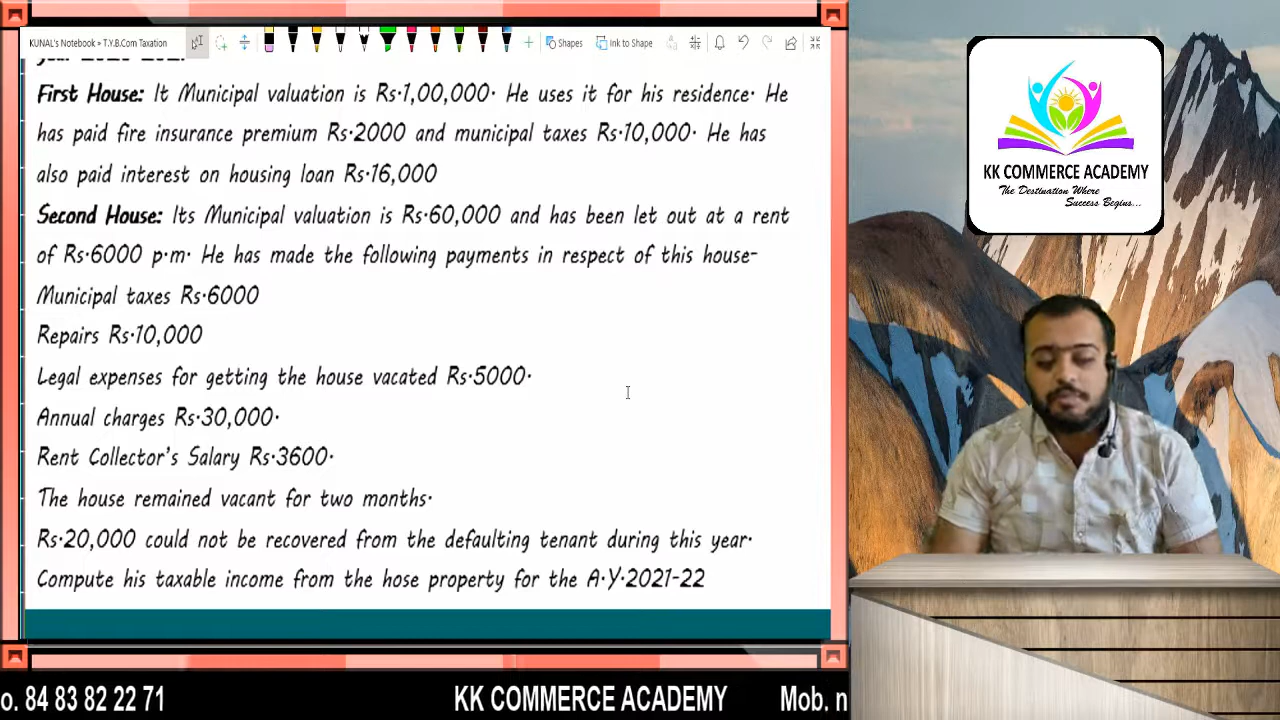 KUNAL's Notebook » T.Y.B.Com Taxation
Shapes
Ink to Shape
First House: It Municipal valuation is Rs.1,00,000. He uses it for his residence. He
has paid fire insurance premium Rs.2000 and municipal taxes Rs.10,000. He has
also paid interest on housing loan Rs.16,000
Second House: Its Municipal valuation is Rs.60,000 and has been let out at a rent
of Rs.6000 p.m. He has made the following payments in respect of this house-
Municipal taxes Rs.6000
Repairs Rs.10,000
Legal expenses for getting the house vacated Rs.5000.
Annual charges Rs.30,000.
Rent Collector's Salary Rs.3600.
The house remained vacant for two months.
Rs.20,000 could not be recovered from the defaulting tenant during this year.
Compute his taxable income from the hose property for the A.Y.2021-22
KK COMMERCE ACADEMY
The Destination Where
Success Begins...
o. 84 83 82 22 71 KK COMMERCE ACADEMY Mob. n